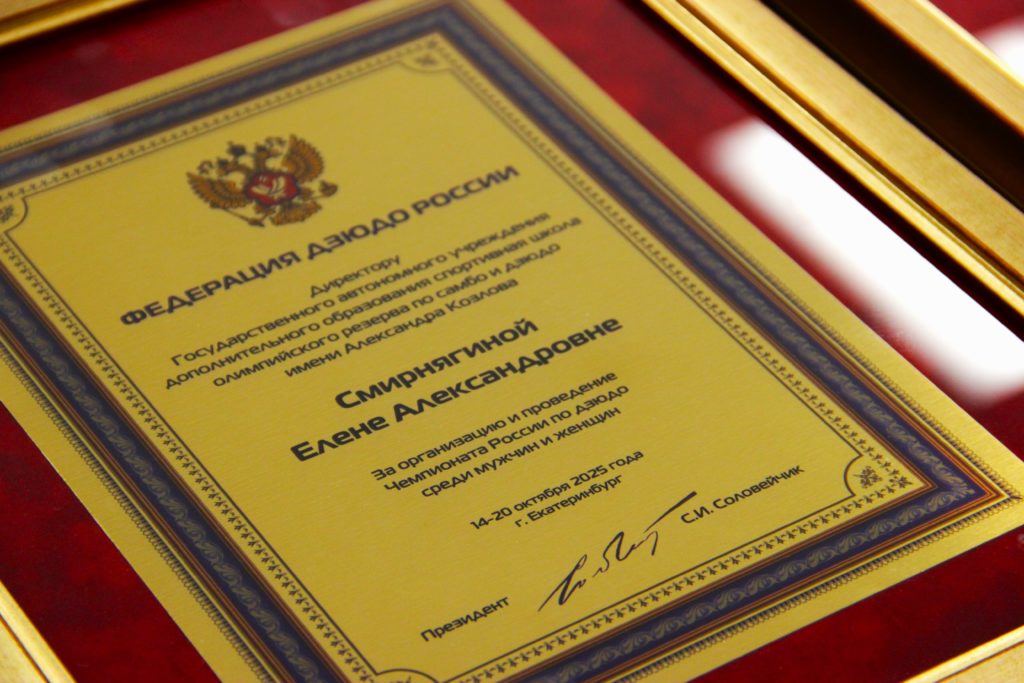 ФЕДЕРАЦИЯ ДЗЮДО РОССИИ
Директору
Государственного автономного учреждения
дополнительного образования спортивная школа
олимпийского резерва по самбо и дзюдо
имени Александра Козлова
Смирнягиной
Елене Александровне
За организацию и проведение
Чемпионата России по дзюдо
среди мужчин и женщин
14-20 октября 2025 года
г. Екатеринбург
Президент С.И. Соловейчик